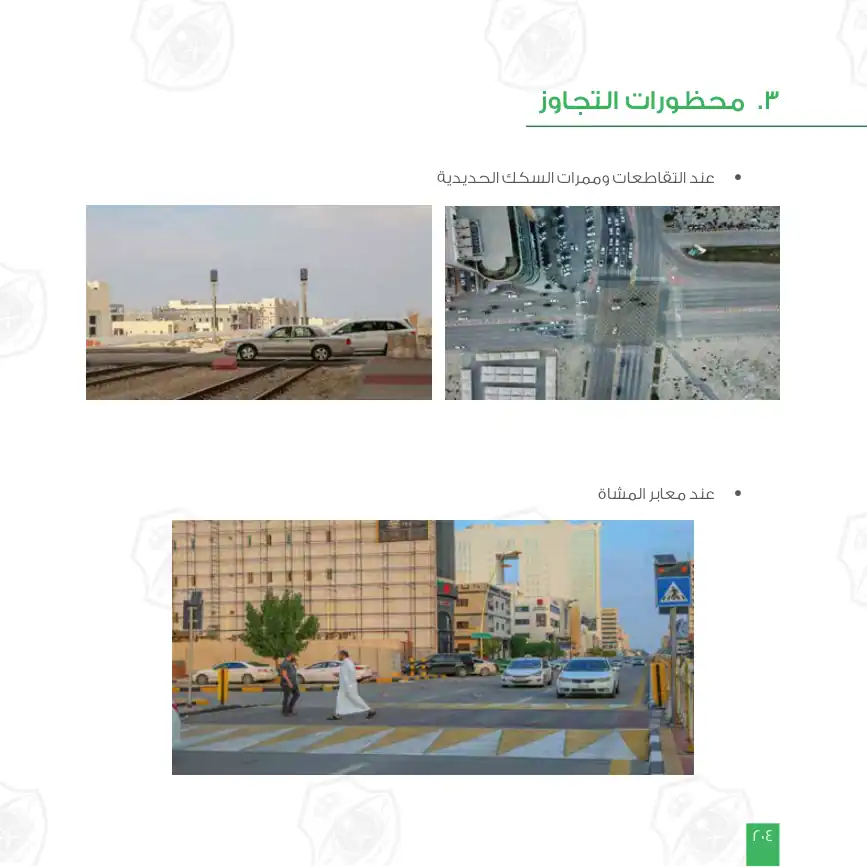 ٣. محظورات التجاوز
• عند التقاطعات وممرات السكك الحديدية
• عند معابر المشاة
٢٠٤